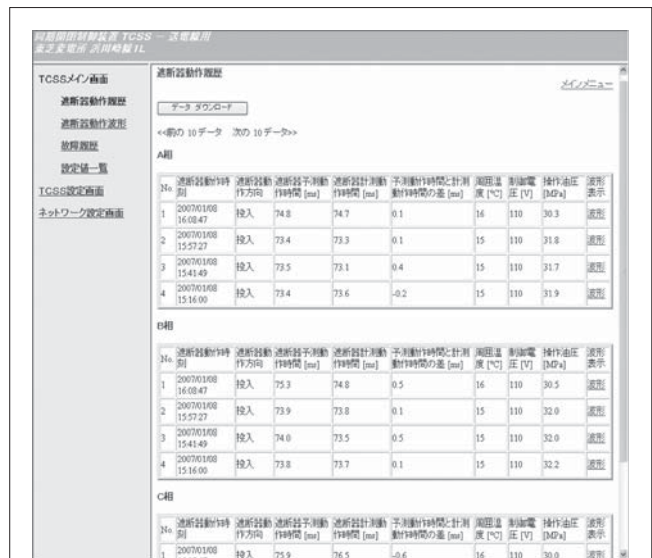 同期開閉制御装置 TCSS － 送電線用
東芝変電所 浜川崎線1L
TCSSメイン画面
遮断器動作履歴
遮断器動作波形
故障履歴
設定値一覧
TCSS設定画面
ネットワーク設定画面
遮断器動作履歴
メインメニュー
データ ダウンロード
<<前の 10 データ 次の 10 データ>>
A相
No. 遮断器動作時刻 遮断器動作方向 遮断器予測動作時間 [ms] 遮断器計測動作時間 [ms] 予測動作時間と計測動作時間の差 [ms] 周囲温度 [℃] 制御電圧 [V] 操作油圧 [MPa] 波形表示
1 2007/01/08 16:08:47 投入 74.8 74.7 0.1 16 110 30.3 波形
2 2007/01/08 15:57:27 投入 73.4 73.3 0.1 15 110 31.8 波形
3 2007/01/08 15:41:49 投入 73.5 73.1 0.4 15 110 31.7 波形
4 2007/01/08 15:16:00 投入 73.4 73.6 -0.2 15 110 31.9 波形
B相
No. 遮断器動作時刻 遮断器動作方向 遮断器予測動作時間 [ms] 遮断器計測動作時間 [ms] 予測動作時間と計測動作時間の差 [ms] 周囲温度 [℃] 制御電圧 [V] 操作油圧 [MPa] 波形表示
1 2007/01/08 16:08:47 投入 75.3 74.8 0.5 16 110 30.5 波形
2 2007/01/08 15:57:27 投入 73.9 73.8 0.1 15 110 32.0 波形
3 2007/01/08 15:41:49 投入 74.0 73.5 0.5 15 110 32.0 波形
4 2007/01/08 15:16:00 投入 73.8 73.7 0.1 15 110 32.2 波形
C相
No. 遮断器動作時刻 遮断器動作方向 遮断器予測動作時間 [ms] 遮断器計測動作時間 [ms] 予測動作時間と計測動作時間の差 [ms] 周囲温度 [℃] 制御電圧 [V] 操作油圧 [MPa] 波形表示
1 2007/01/08 投入 75.9 76.5 -0.6 16 110 30.0 波形